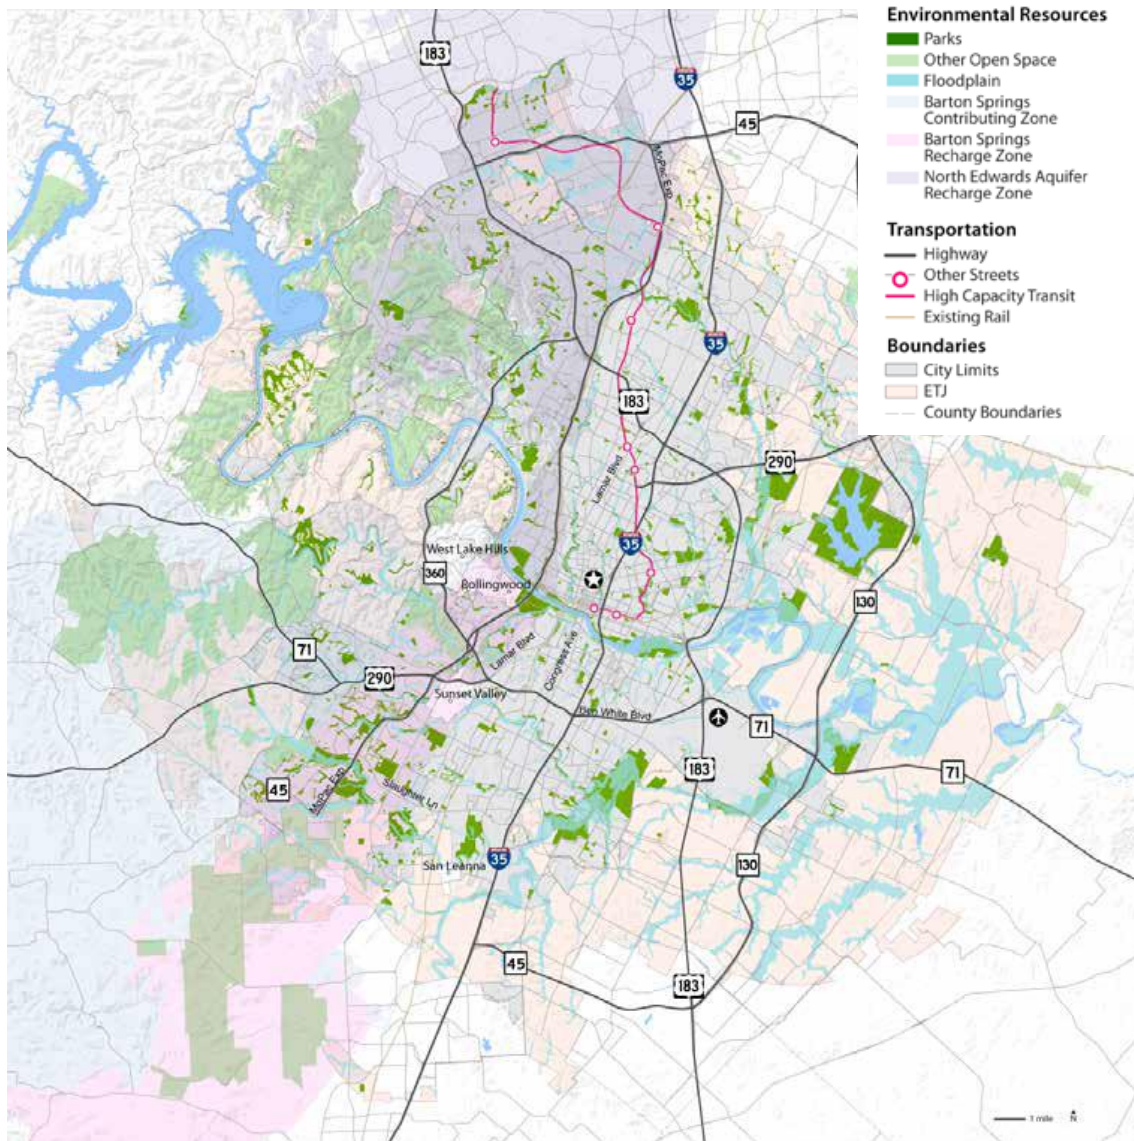 Environmental Resources
Parks
Other Open Space
Floodplain
Barton Springs
Contributing Zone
Barton Springs
Recharge Zone
North Edwards Aquifer
Recharge Zone
Transportation
Highway
Other Streets
High Capacity Transit
Existing Rail
Boundaries
City Limits
ETJ
County Boundaries
183
35
45
MoPac Exp
35
183
290
Lamar Blvd
35
West Lake Hills
360
Rollingwood
130
71
290
Lamar Blvd
Congress Ave
Sunset Valley
Ben White Blvd
71
183
71
45
MoPac Exp
Slaughter Ln
San Leanna
35
130
45
183
1 mile
N